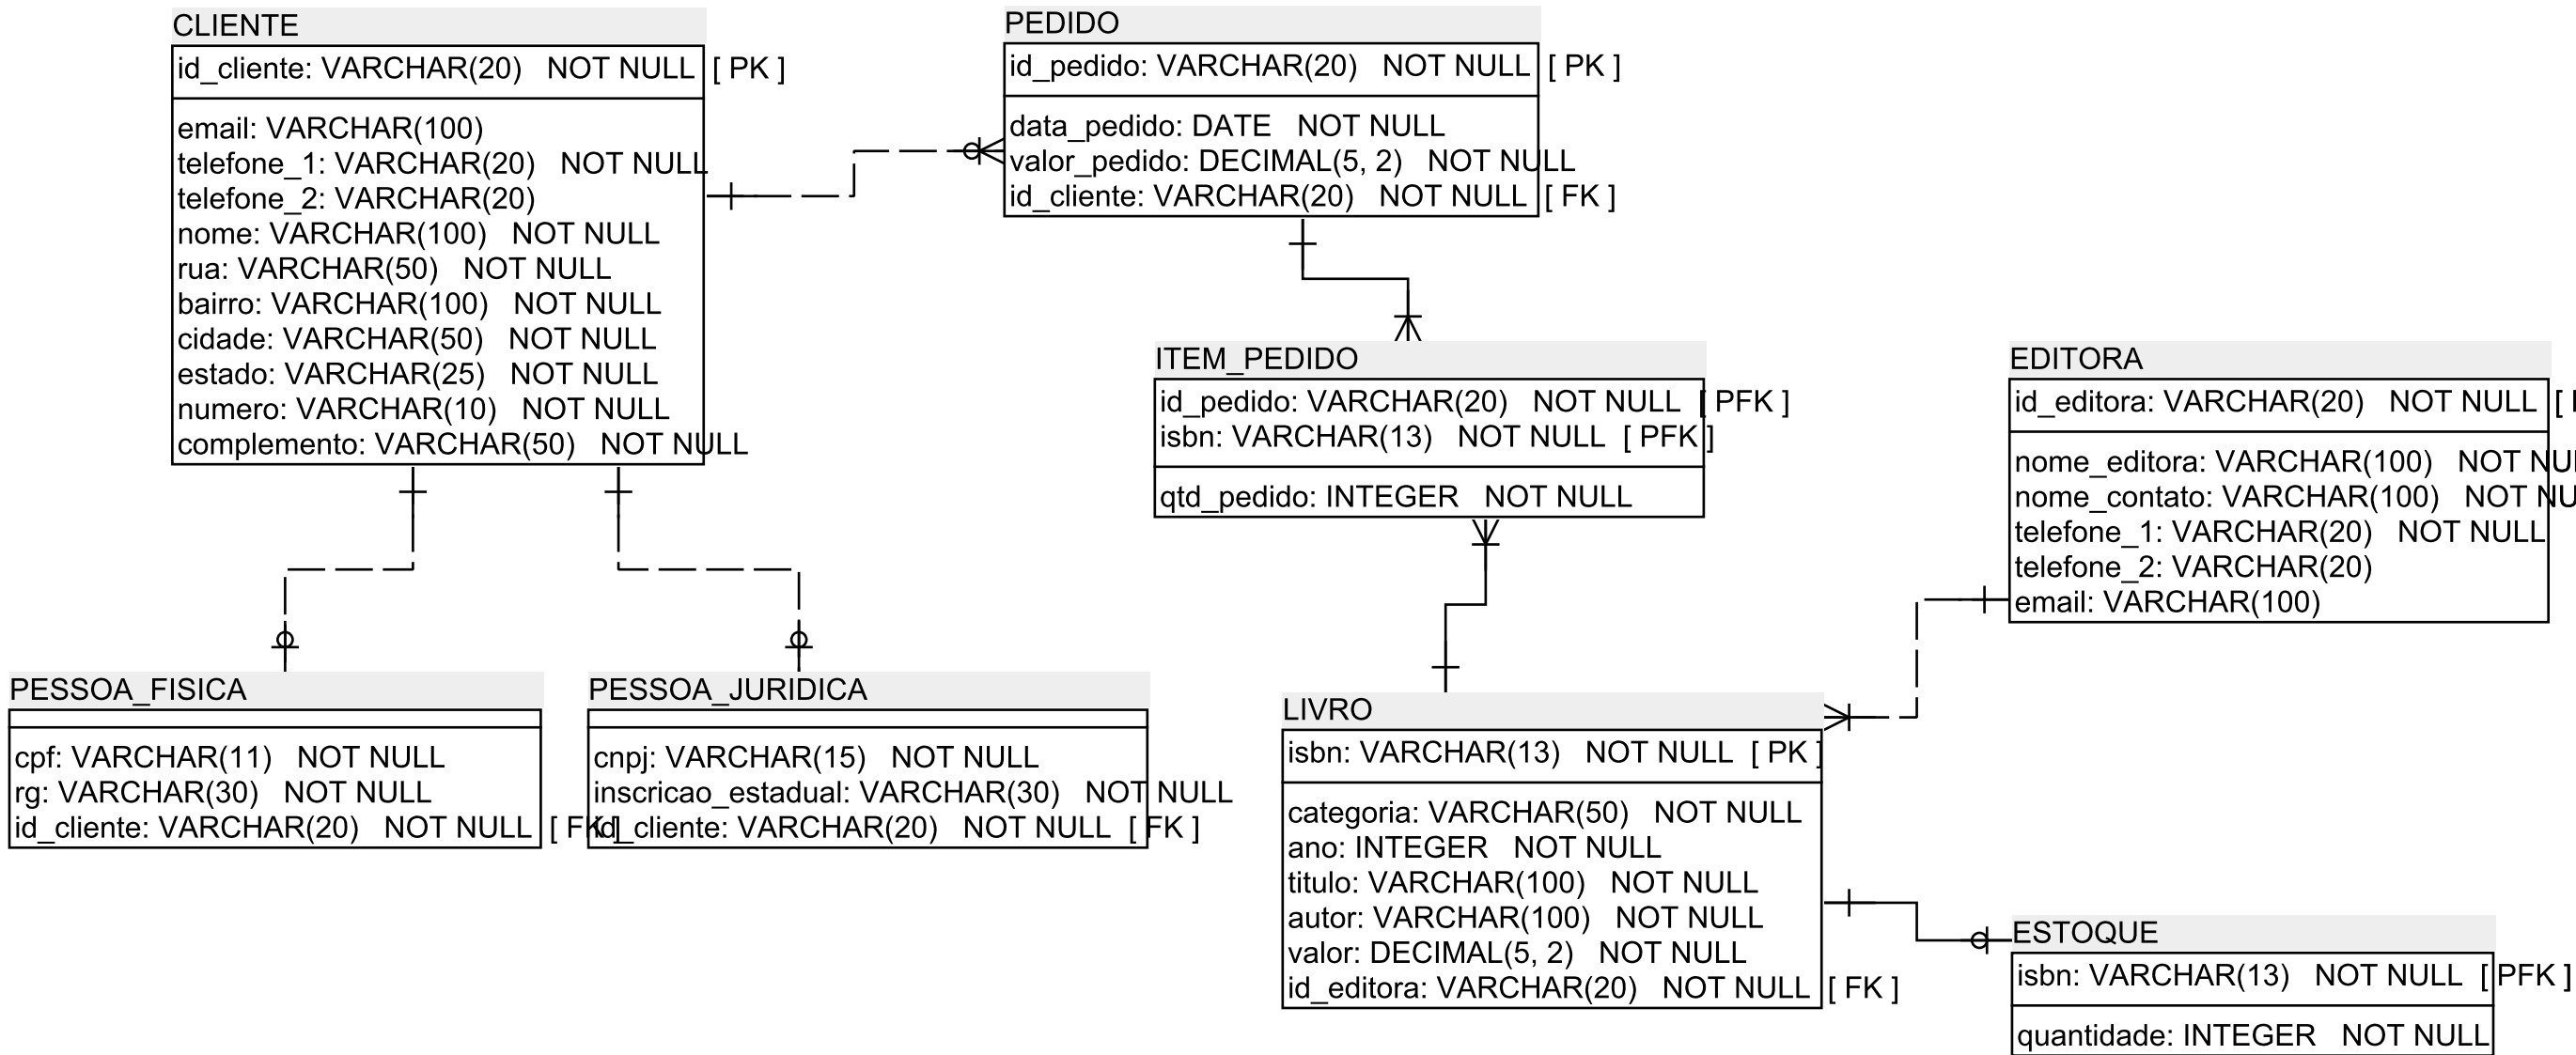 CLIENTE
id_cliente: VARCHAR(20) NOT NULL [ PK ]
email: VARCHAR(100)
telefone_1: VARCHAR(20) NOT NULL
telefone_2: VARCHAR(20)
nome: VARCHAR(100) NOT NULL
rua: VARCHAR(50) NOT NULL
bairro: VARCHAR(100) NOT NULL
cidade: VARCHAR(50) NOT NULL
estado: VARCHAR(25) NOT NULL
numero: VARCHAR(10) NOT NULL
complemento: VARCHAR(50) NOT NULL
PEDIDO
id_pedido: VARCHAR(20) NOT NULL [ PK ]
data_pedido: DATE NOT NULL
valor_pedido: DECIMAL(5, 2) NOT NULL
id_cliente: VARCHAR(20) NOT NULL [ FK ]
ITEM_PEDIDO
id_pedido: VARCHAR(20) NOT NULL [ PFK ]
isbn: VARCHAR(13) NOT NULL [ PFK ]
qtd_pedido: INTEGER NOT NULL
EDITORA
id_editora: VARCHAR(20) NOT NULL [
nome_editora: VARCHAR(100) NOT
nome_contato: VARCHAR(100) NOT
telefone_1: VARCHAR(20) NOT NULL
telefone_2: VARCHAR(20)
email: VARCHAR(100)
PESSOA_FISICA
cpf: VARCHAR(11) NOT NULL
rg: VARCHAR(30) NOT NULL
id_cliente: VARCHAR(20) NOT NULL [ FK ]
PESSOA_JURIDICA
cnpj: VARCHAR(15) NOT NULL
inscricao_estadual: VARCHAR(30) NOT NULL
id_cliente: VARCHAR(20) NOT NULL [ FK ]
LIVRO
isbn: VARCHAR(13) NOT NULL [ PK ]
categoria: VARCHAR(50) NOT NULL
ano: INTEGER NOT NULL
titulo: VARCHAR(100) NOT NULL
autor: VARCHAR(100) NOT NULL
valor: DECIMAL(5, 2) NOT NULL
id_editora: VARCHAR(20) NOT NULL [ FK ]
ESTOQUE
isbn: VARCHAR(13) NOT NULL [ PFK ]
quantidade: INTEGER NOT NULL